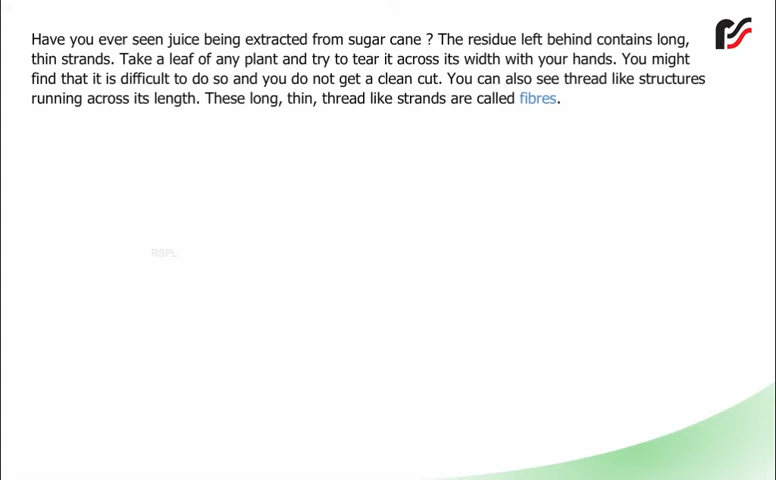 Have you ever seen juice being extracted from sugar cane ? The residue left behind contains long,
thin strands. Take a leaf of any plant and try to tear it across its width with your hands. You might
find that it is difficult to do so and you do not get a clean cut. You can also see thread like structures
running across its length. These long, thin, thread like strands are called fibres.
RSPL